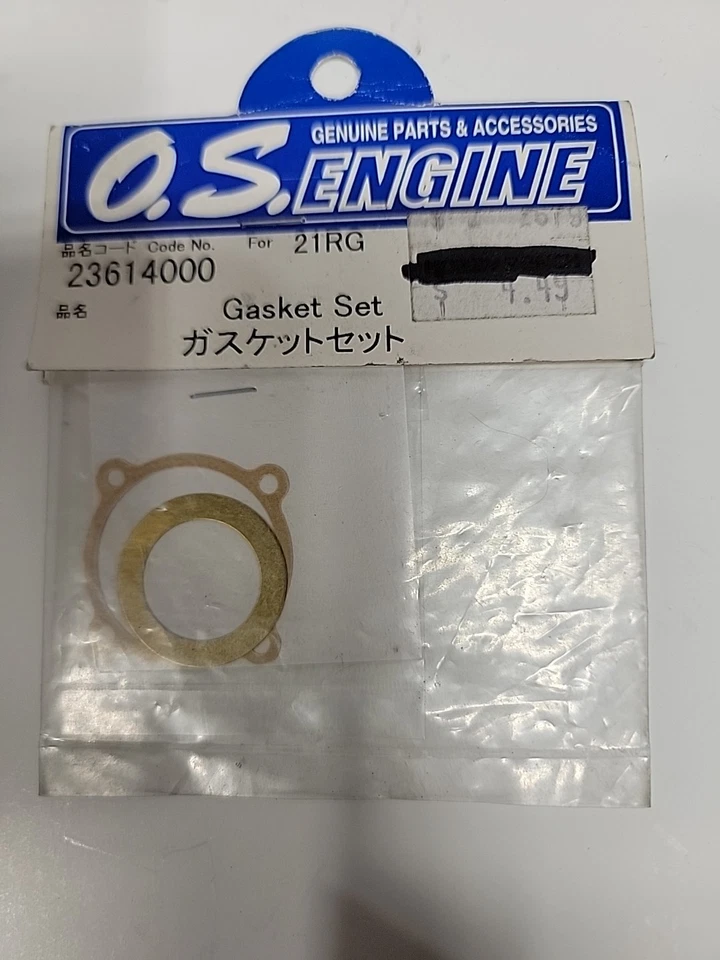 GENUINE PARTS & ACCESSORIES
O.S.ENGINE
品名コード Code No. For 21RG
23614000
$ 4.49
品名 Gasket Set
ガスケットセット